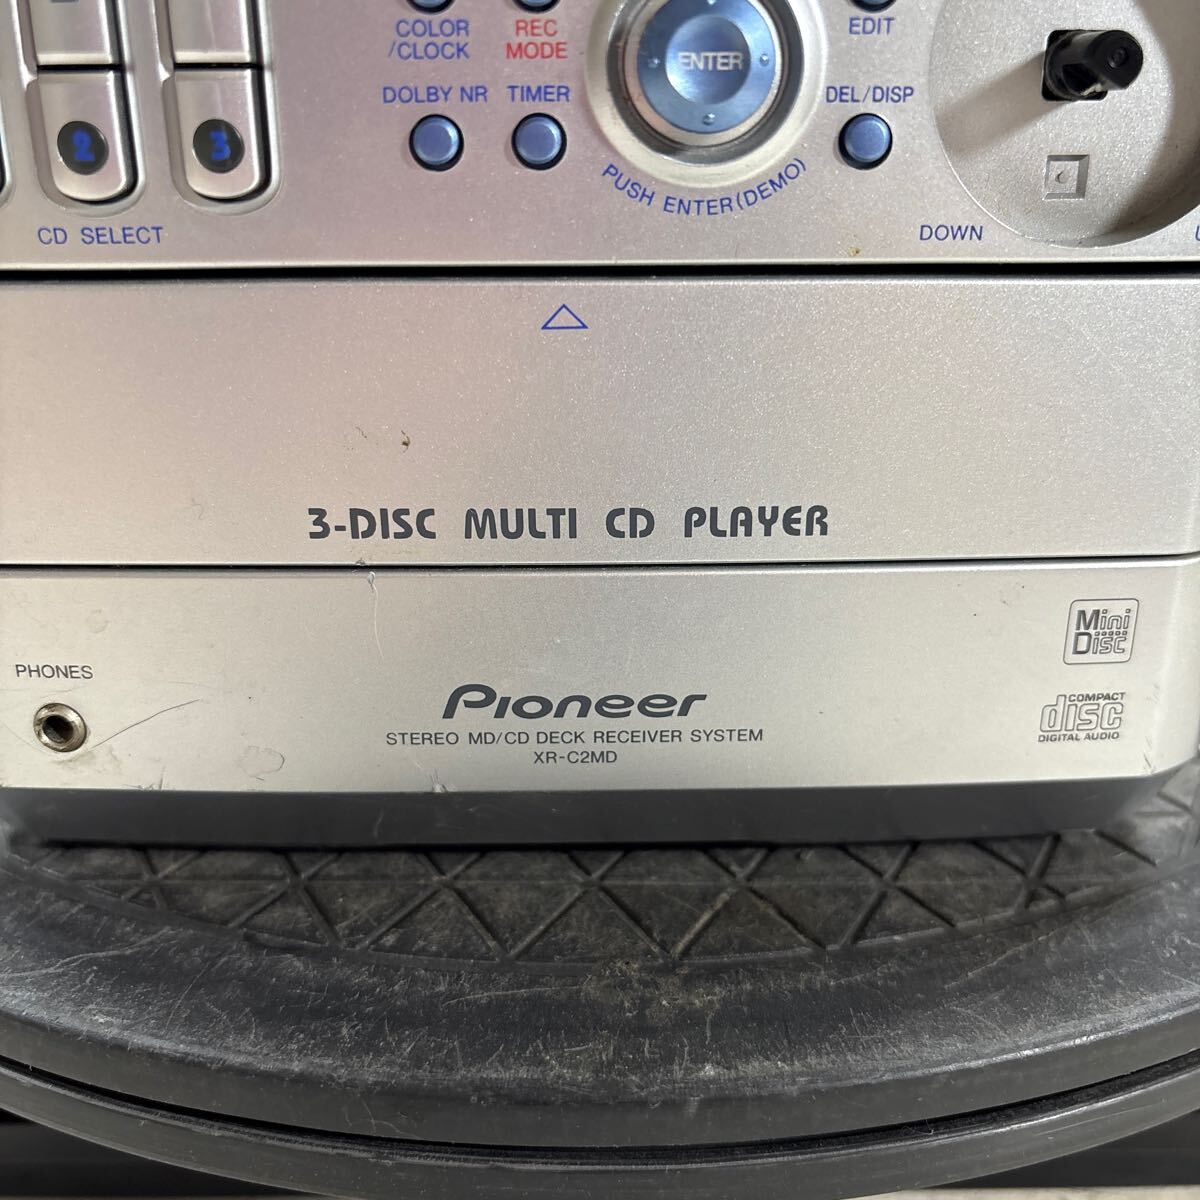 COLOR
/CLOCK
REC
MODE
ENTER
EDIT
DOLBY NR
TIMER
DEL/DISP
2
3
PUSH ENTER(DEMO)
CD SELECT
DOWN
3-DISC MULTI CD PLAYER
Mini
Disc
PHONES
Pioneer
STEREO MD/CD DECK RECEIVER SYSTEM
XR-C2MD
COMPACT
disc
DIGITAL AUDIO